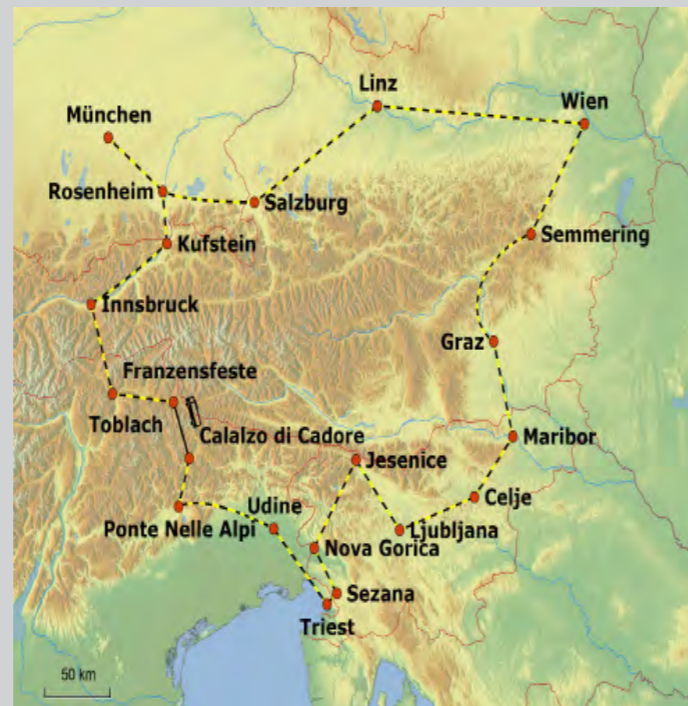 Linz
Wien
München
Rosenheim
Salzburg
Semmering
Kufstein
Innsbruck
Graz
Franzensfeste
Toblach
Calalzo di Cadore
Maribor
Jesenice
Celje
Udine
Ponte Nelle Alpi
Ljubljana
Nova Gorica
Sezana
Triest
50 km